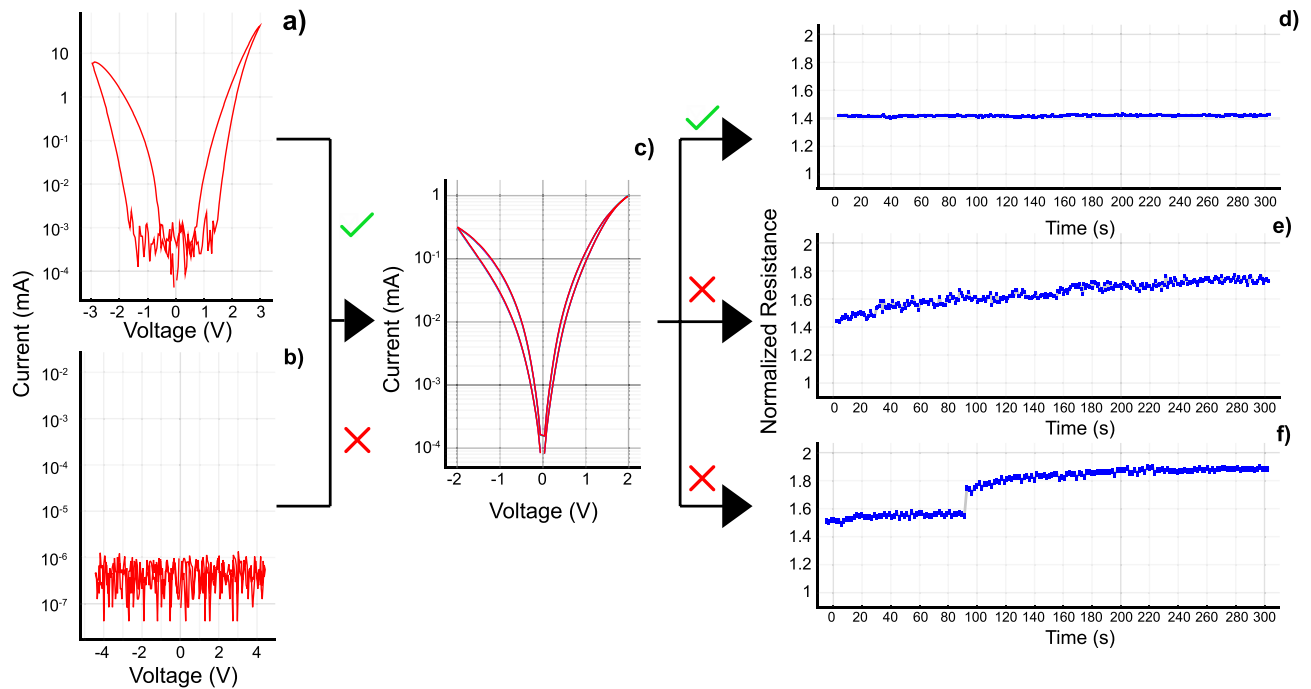 a)
Current (mA)
10
1
10⁻¹
10⁻²
10⁻³
10⁻⁴
-3 -2 -1 0 1 2 3
Voltage (V)
b)
10⁻²
10⁻³
10⁻⁴
10⁻⁵
10⁻⁶
10⁻⁷
-4 -2 0 2 4
Voltage (V)
c)
Current (mA)
1
10⁻¹
10⁻²
10⁻³
10⁻⁴
-2 -1 0 1 2
Voltage (V)
Normalized Resistance
d)
2
1.8
1.6
1.4
1.2
1
0 20 40 60 80 100 120 140 160 180 200 220 240 260 280 300
Time (s)
e)
2
1.8
1.6
1.4
1.2
1
0 20 40 60 80 100 120 140 160 180 200 220 240 260 280 300
Time (s)
f)
2
1.8
1.6
1.4
1.2
1
0 20 40 60 80 100 120 140 160 180 200 220 240 260 280 300
Time (s)